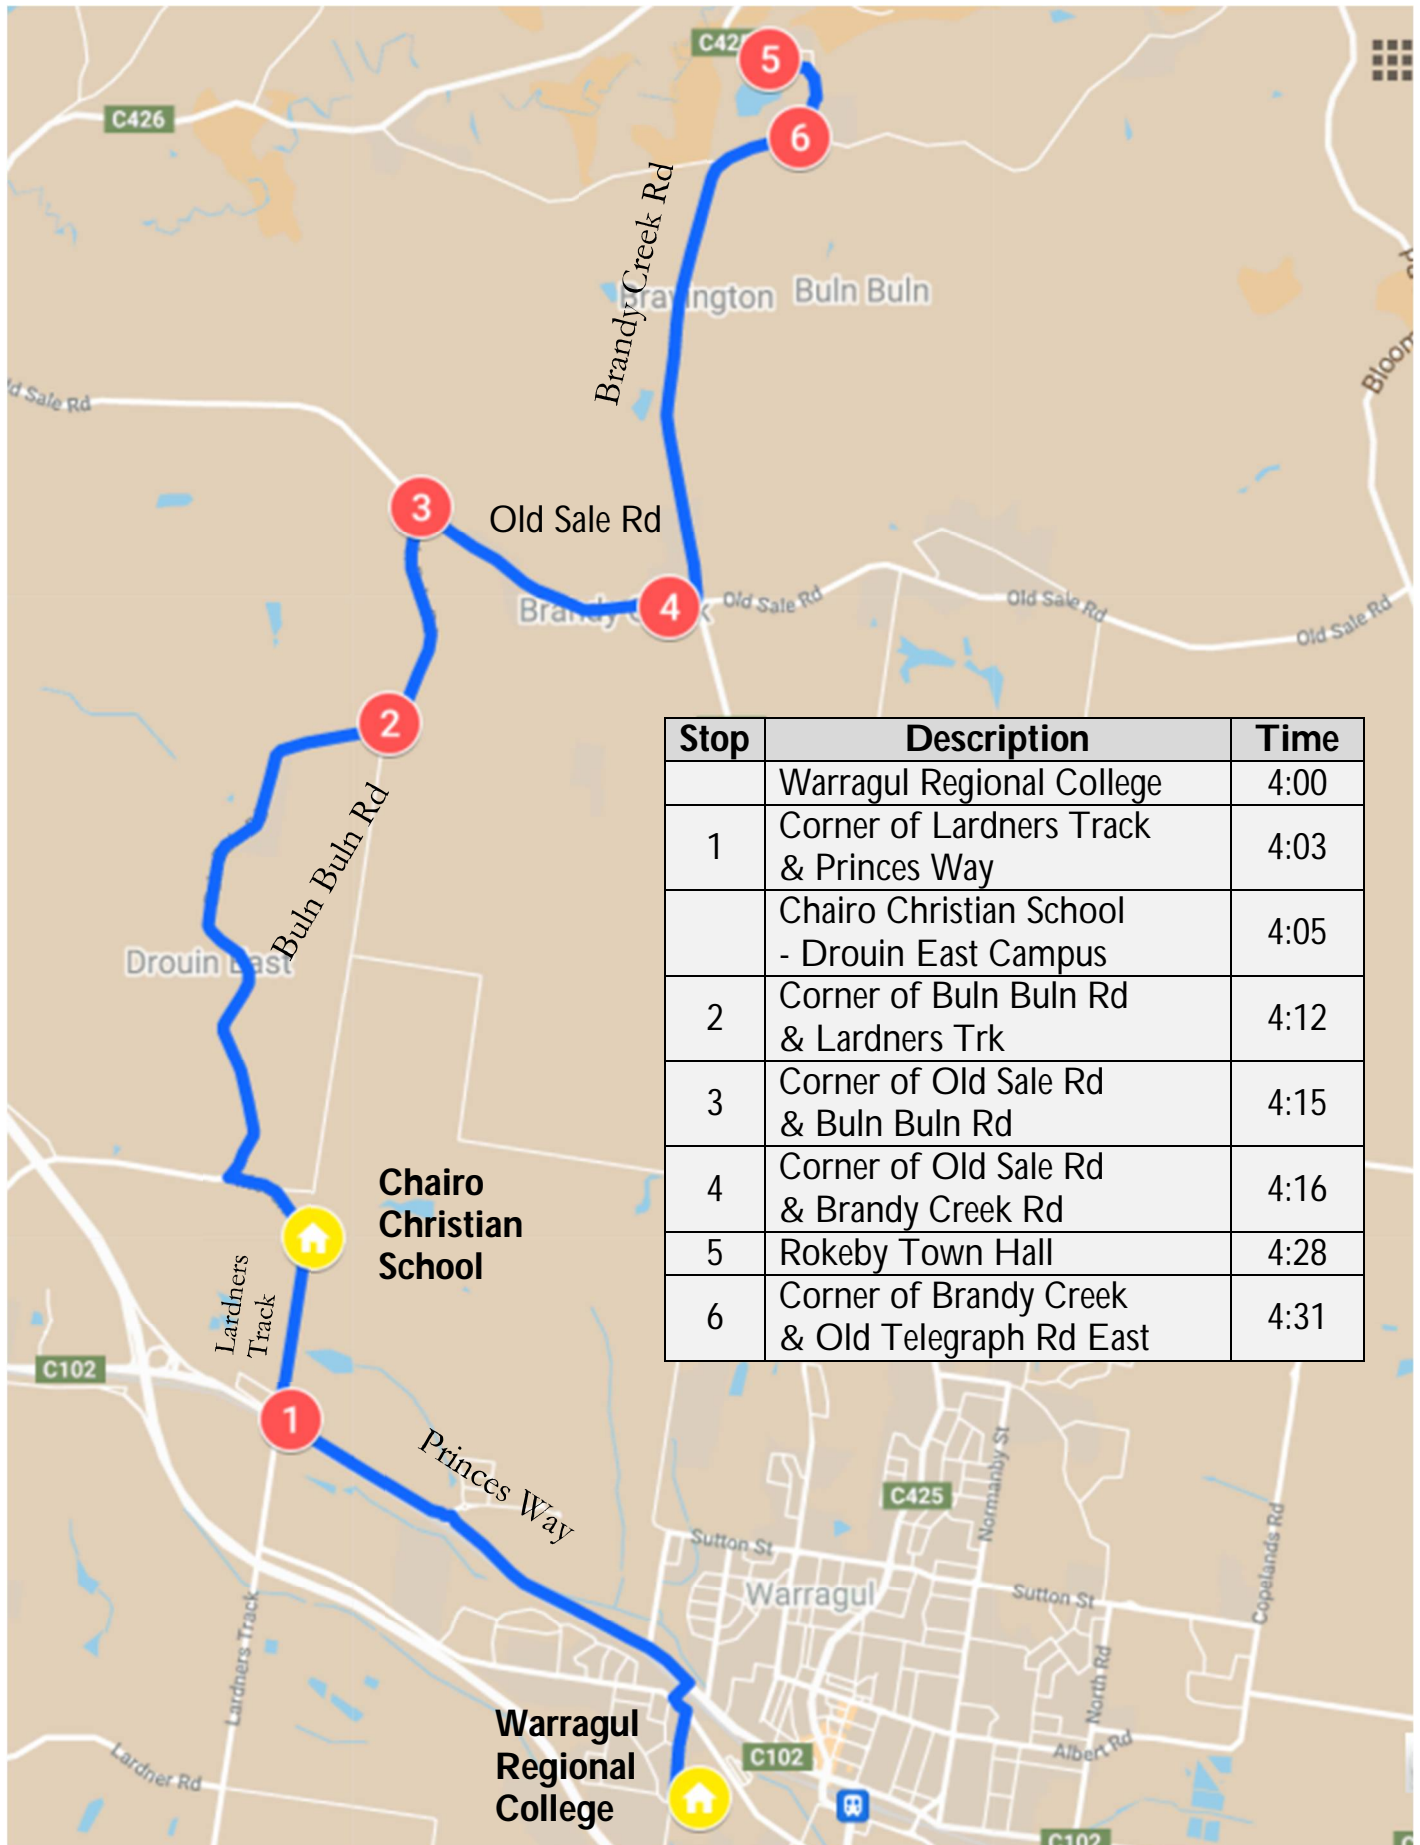 C425
5
6
C426
Brandy Creek Rd
Bravington
Buln Buln
Bloom
Old Sale Rd
3
Old Sale Rd
4
Old Sale Rd
Old Sale Rd
Old Sale Rd
2
Buln Buln Rd
Drouin East
Stop Description Time
Warragul Regional College 4:00
1 Corner of Lardners Track
& Princes Way 4:03
Chairo Christian School
- Drouin East Campus 4:05
2 Corner of Buln Buln Rd
& Lardners Trk 4:12
3 Corner of Old Sale Rd
& Buln Buln Rd 4:15
4 Corner of Old Sale Rd
& Brandy Creek Rd 4:16
5 Rokeby Town Hall 4:28
6 Corner of Brandy Creek
& Old Telegraph Rd East 4:31
Chairo
Christian
School
Lardners
Track
C102
1
Princes Way
C425
Normanby St
Sutton St
Warragul
Sutton St
Copelands Rd
Lardners Track
North Rd
Albert Rd
Lardner Rd
Warragul
Regional
College
C102
C102